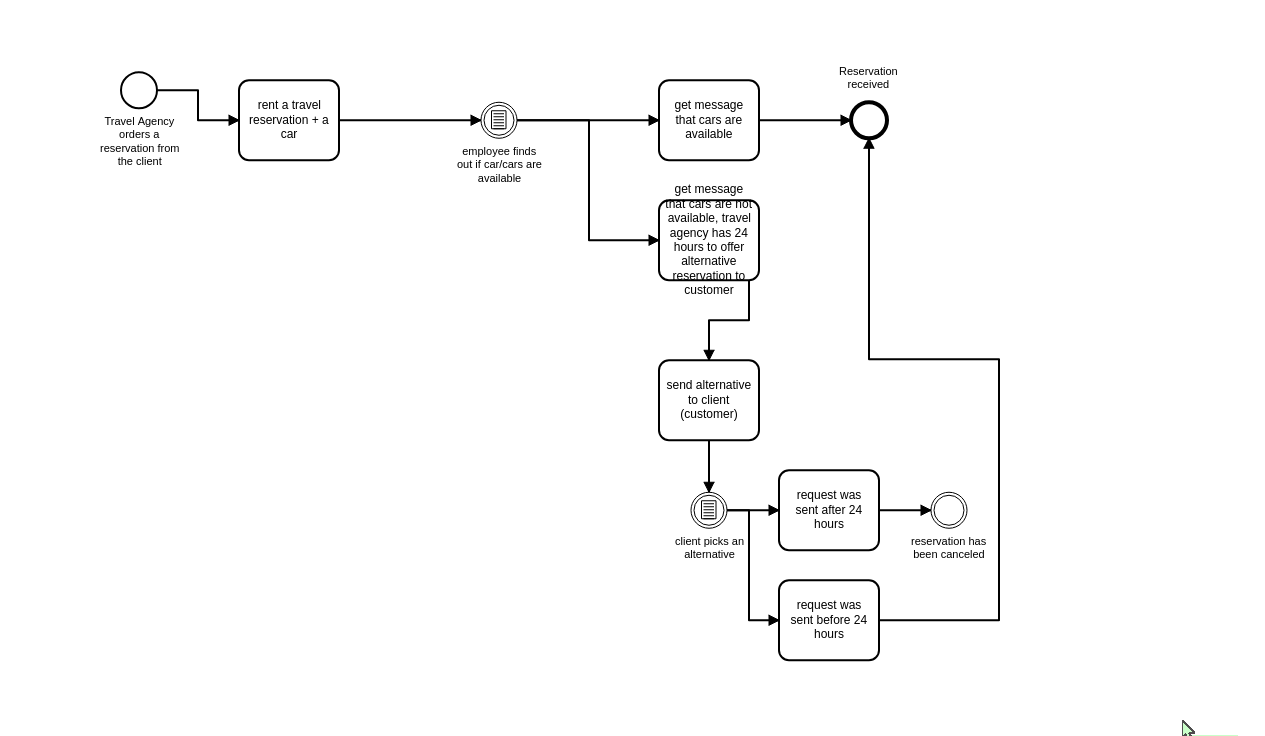 Travel Agency
orders a
reservation from
the client
rent a travel
reservation + a
car
employee finds
out if car/cars are
available
get message
that cars are
available
Reservation
received
get message
that cars are not
available, travel
agency has 24
hours to offer
alternative
reservation to
customer
send alternative
to client
(customer)
client picks an
alternative
request was
sent after 24
hours
reservation has
been canceled
request was
sent before 24
hours